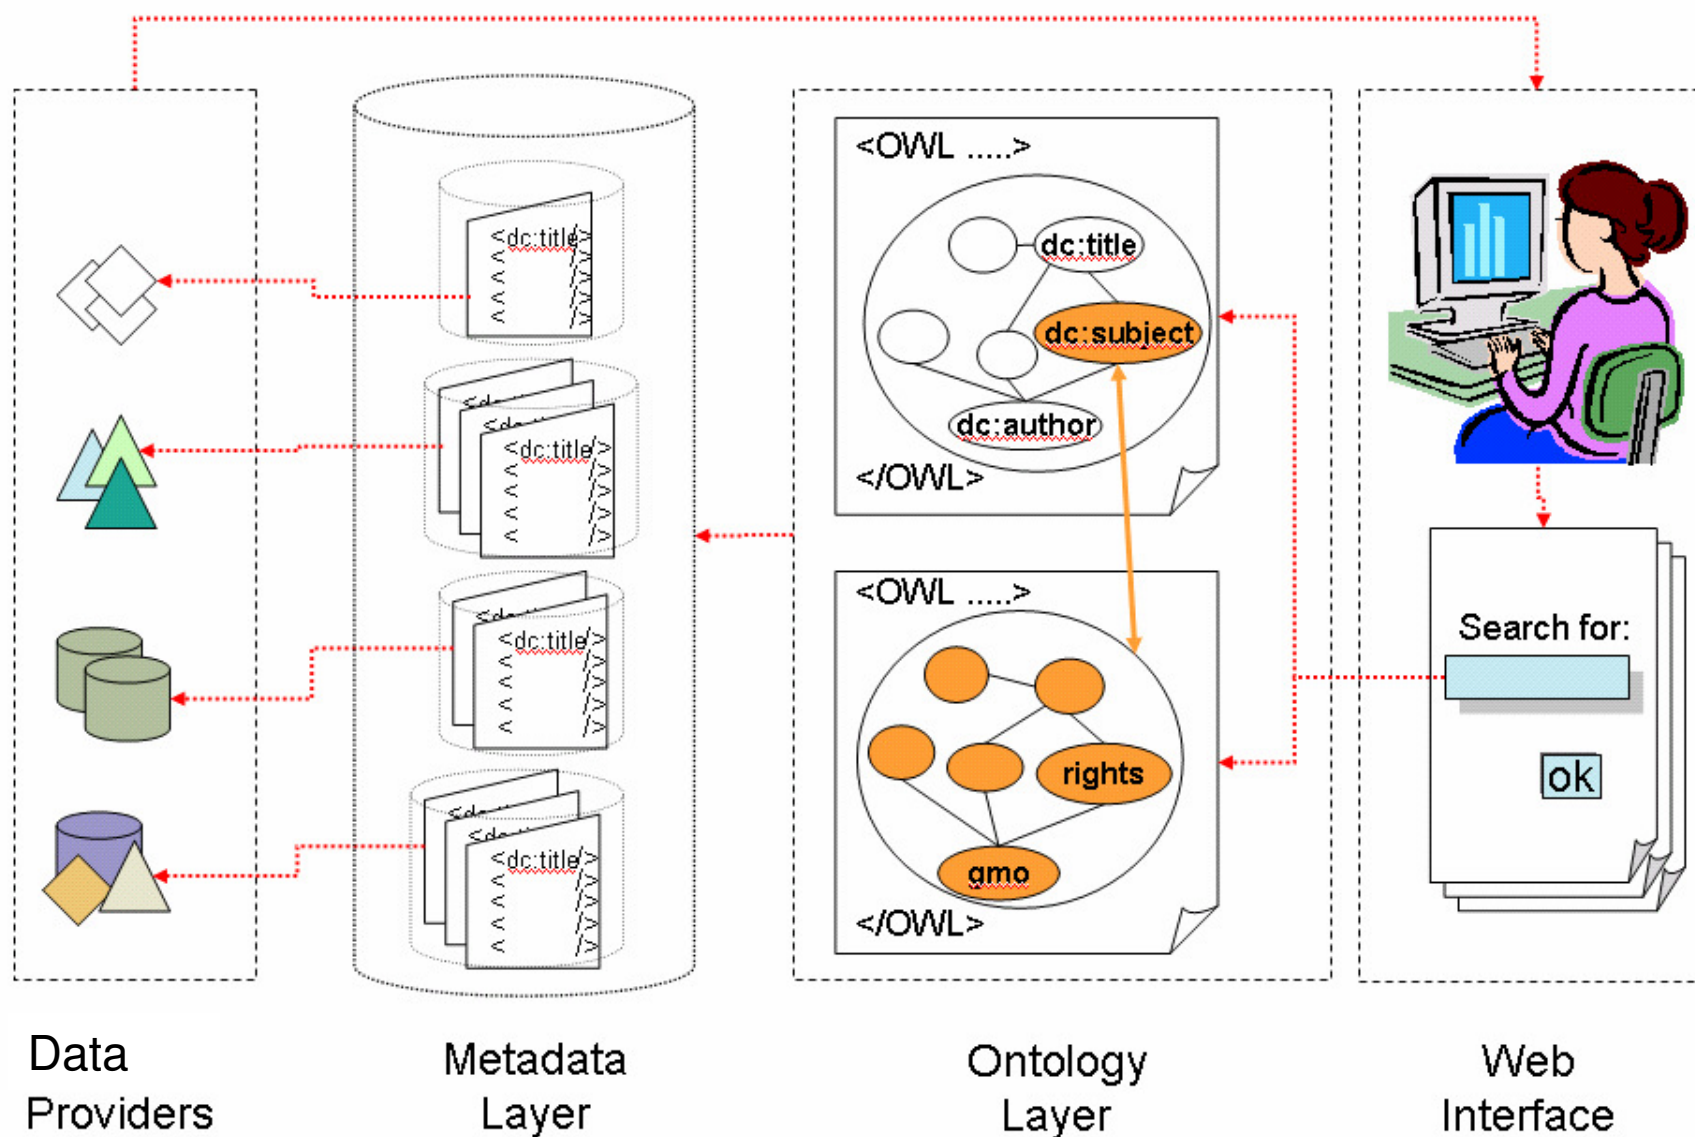 <dc:title/>
<          >
<          >
<          >
<          >
<dc:title/>
<          >
<          >
<          >
<          >
<dc:title/>
<          >
<          >
<          >
<          >
<dc:title/>
<          >
<          >
<          >
<          >
<OWL .....>
dc:title
dc:subject
dc:author
</OWL>
<OWL .....>
rights
gmo
</OWL>
Search for:
ok
Data
Providers
Metadata
Layer
Ontology
Layer
Web
Interface